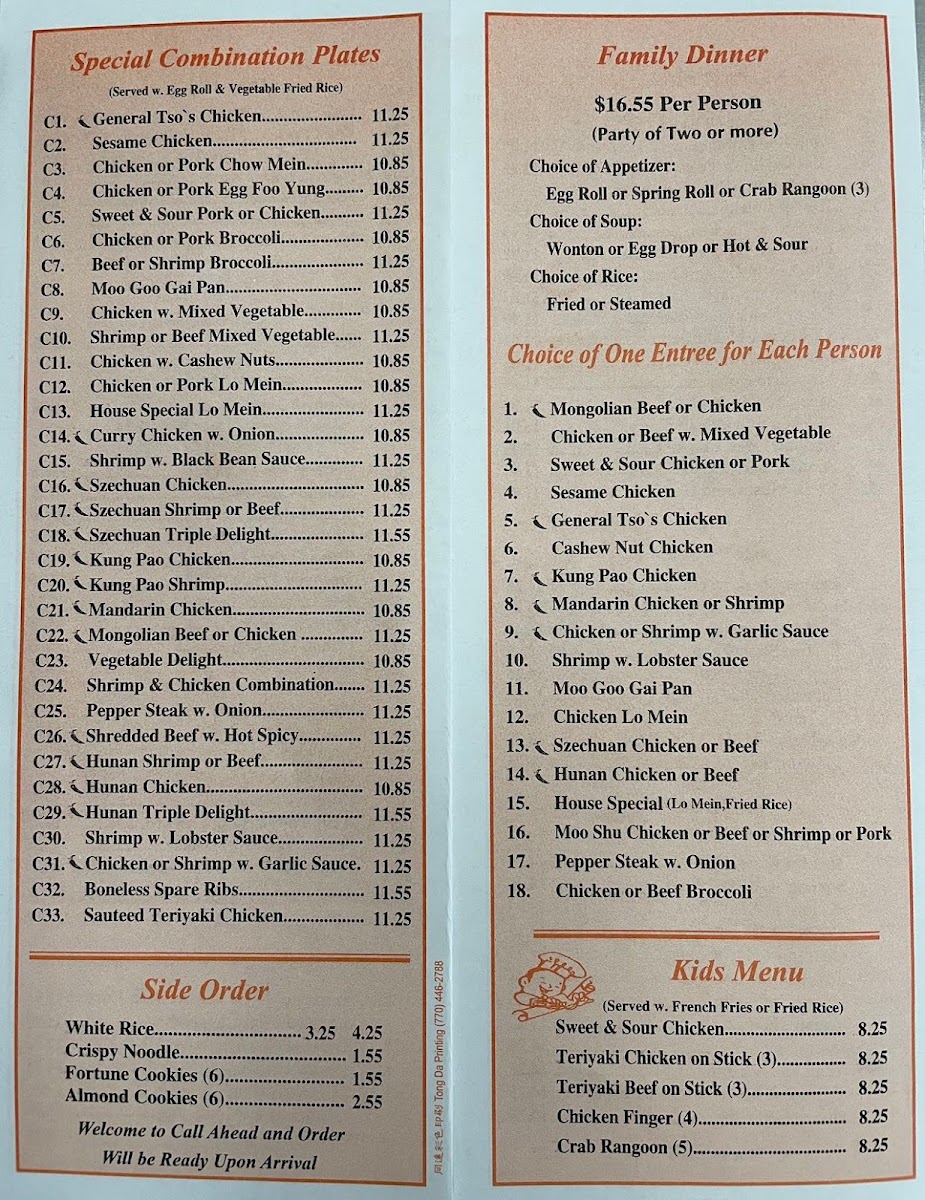 Special Combination Plates
(Served w. Egg Roll & Vegetable Fried Rice)
C1. General Tso`s Chicken........................ 11.25
C2. Sesame Chicken.................................. 11.25
C3. Chicken or Pork Chow Mein............. 10.85
C4. Chicken or Pork Egg Foo Yung......... 10.85
C5. Sweet & Sour Pork or Chicken.......... 11.25
C6. Chicken or Pork Broccoli................... 10.85
C7. Beef or Shrimp Broccoli...................... 11.25
C8. Moo Goo Gai Pan................................ 10.85
C9. Chicken w. Mixed Vegetable............. 10.85
C10. Shrimp or Beef Mixed Vegetable...... 11.25
C11. Chicken w. Cashew Nuts..................... 10.85
C12. Chicken or Pork Lo Mein................... 10.85
C13. House Special Lo Mein........................ 11.25
C14. Curry Chicken w. Onion..................... 10.85
C15. Shrimp w. Black Bean Sauce.............. 11.25
C16. Szechuan Chicken................................ 10.85
C17. Szechuan Shrimp or Beef.................... 11.25
C18. Szechuan Triple Delight...................... 11.55
C19. Kung Pao Chicken................................ 10.85
C20. Kung Pao Shrimp................................. 11.25
C21. Mandarin Chicken............................... 10.85
C22. Mongolian Beef or Chicken .............. 11.25
C23. Vegetable Delight.................................. 10.85
C24. Shrimp & Chicken Combination....... 11.25
C25. Pepper Steak w. Onion........................ 11.25
C26. Shredded Beef w. Hot Spicy............... 11.25
C27. Hunan Shrimp or Beef......................... 11.25
C28. Hunan Chicken...................................... 10.85
C29. Hunan Triple Delight........................... 11.55
C30. Shrimp w. Lobster Sauce.................... 11.25
C31. Chicken or Shrimp w. Garlic Sauce. 11.25
C32. Boneless Spare Ribs.............................. 11.55
C33. Sauteed Teriyaki Chicken................... 11.25
Side Order
White Rice................................... 3.25 4.25
Crispy Noodle....................................... 1.55
Fortune Cookies (6)............................ 1.55
Almond Cookies (6)............................ 2.55
Welcome to Call Ahead and Order
Will be Ready Upon Arrival
Tong Da Printing (770) 446-2788
Family Dinner
$16.55 Per Person
(Party of Two or more)
Choice of Appetizer:
Egg Roll or Spring Roll or Crab Rangoon (3)
Choice of Soup:
Wonton or Egg Drop or Hot & Sour
Choice of Rice:
Fried or Steamed
Choice of One Entree for Each Person
1. Mongolian Beef or Chicken
2. Chicken or Beef w. Mixed Vegetable
3. Sweet & Sour Chicken or Pork
4. Sesame Chicken
5. General Tso`s Chicken
6. Cashew Nut Chicken
7. Kung Pao Chicken
8. Mandarin Chicken or Shrimp
9. Chicken or Shrimp w. Garlic Sauce
10. Shrimp w. Lobster Sauce
11. Moo Goo Gai Pan
12. Chicken Lo Mein
13. Szechuan Chicken or Beef
14. Hunan Chicken or Beef
15. House Special (Lo Mein,Fried Rice)
16. Moo Shu Chicken or Beef or Shrimp or Pork
17. Pepper Steak w. Onion
18. Chicken or Beef Broccoli
Kids Menu
(Served w. French Fries or Fried Rice)
Sweet & Sour Chicken............................ 8.25
Teriyaki Chicken on Stick (3)................ 8.25
Teriyaki Beef on Stick (3)....................... 8.25
Chicken Finger (4).................................. 8.25
Crab Rangoon (5)................................... 8.25